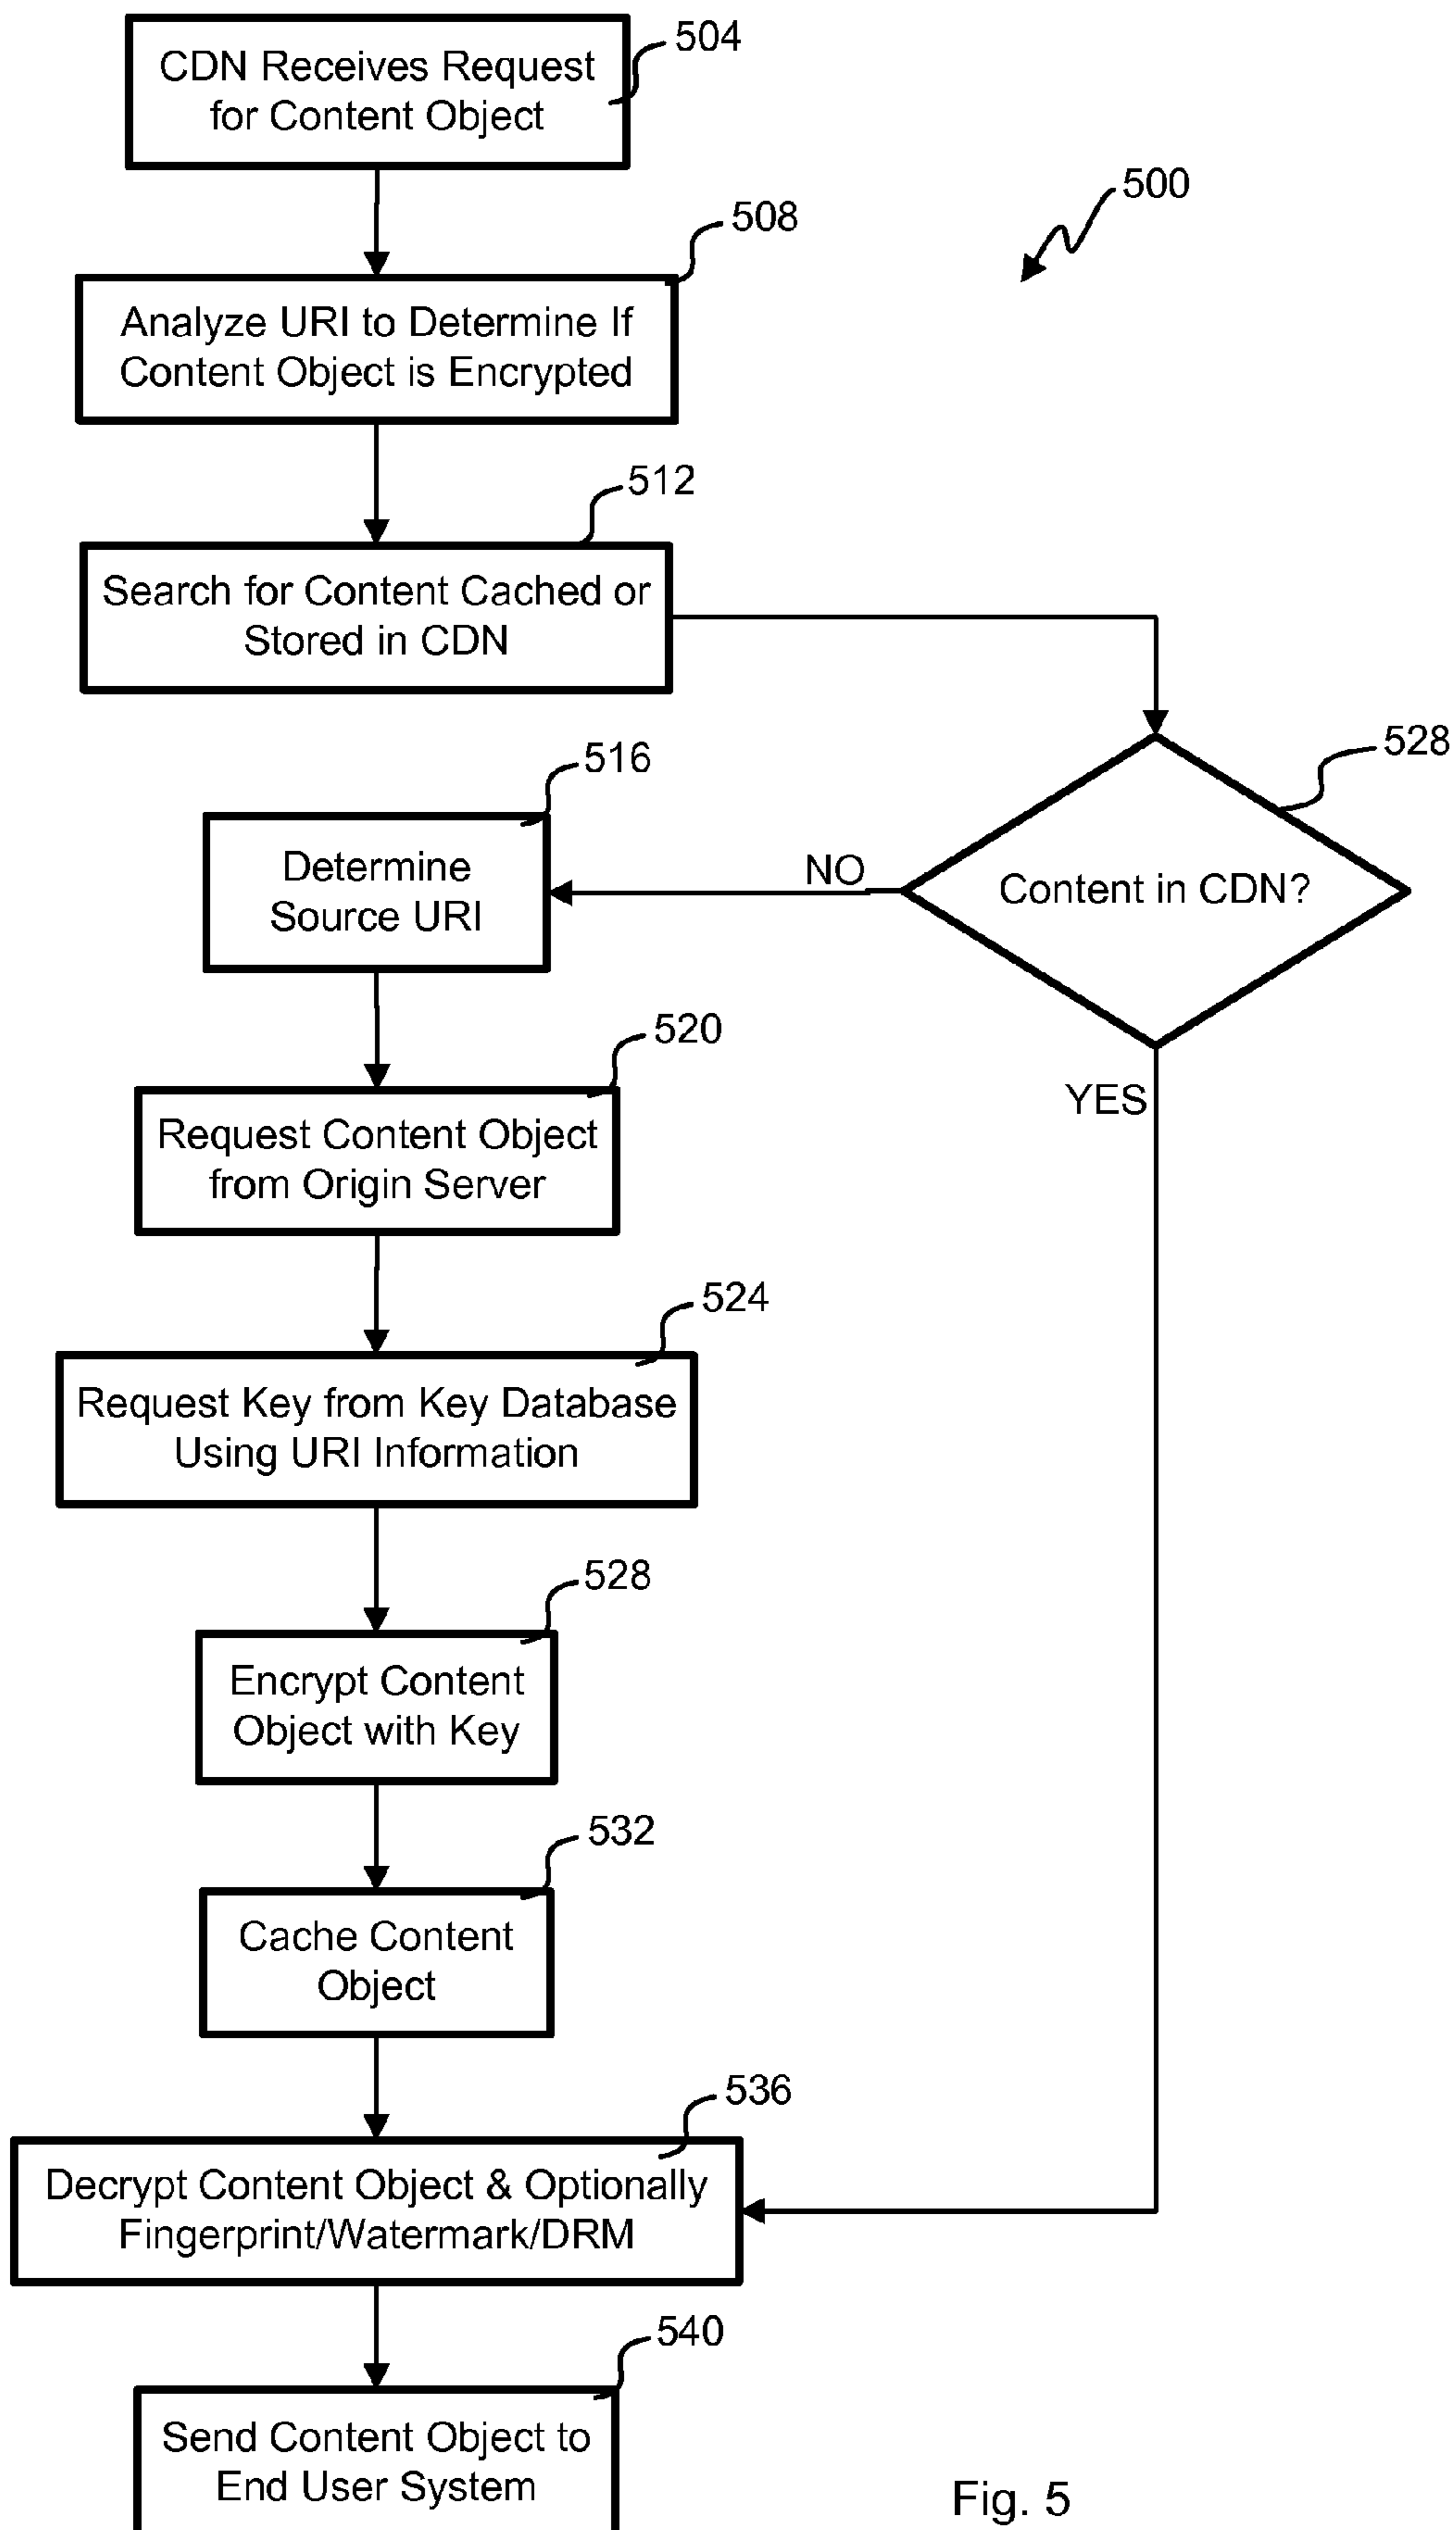 504
CDN Receives Request
for Content Object
500
508
Analyze URI to Determine If
Content Object is Encrypted
512
Search for Content Cached or
Stored in CDN
528
Content in CDN?
NO
YES
516
Determine
Source URI
520
Request Content Object
from Origin Server
524
Request Key from Key Database
Using URI Information
528
Encrypt Content
Object with Key
532
Cache Content
Object
536
Decrypt Content Object & Optionally
Fingerprint/Watermark/DRM
540
Send Content Object to
End User System
Fig. 5